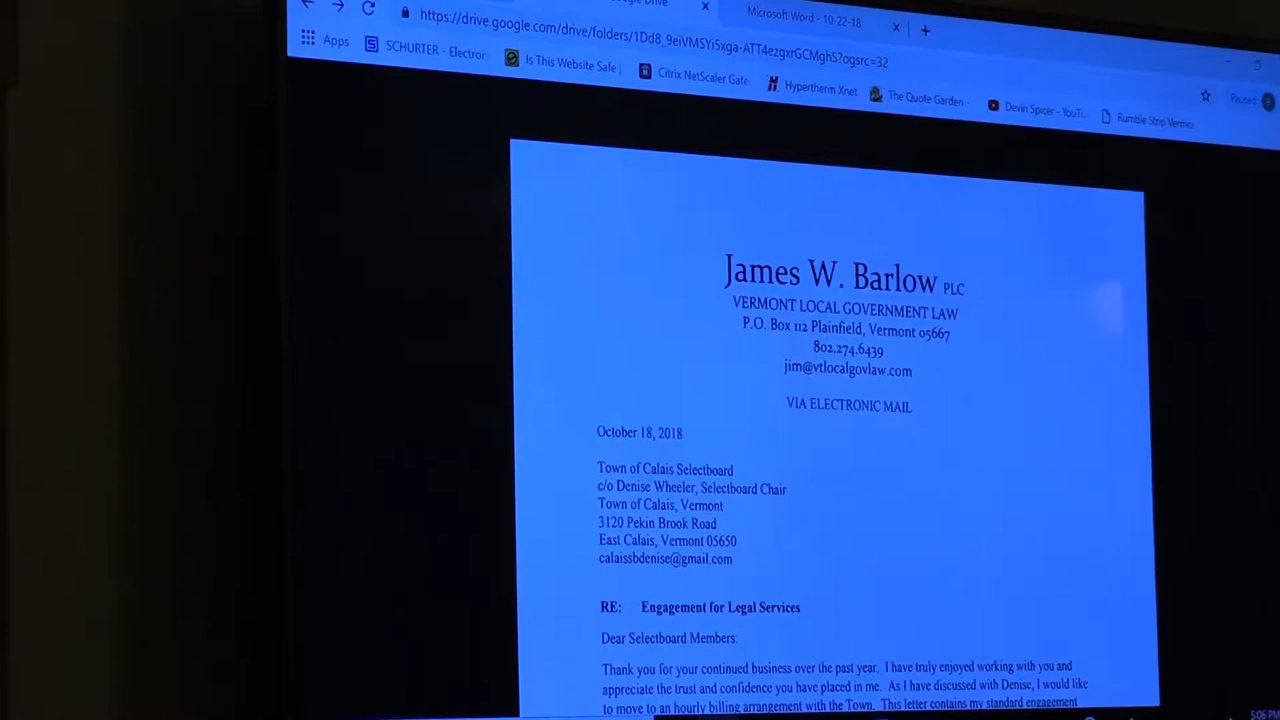 Drive
Microsoft Word - 10-22-18
https://drive.google.com/drive/folders/1Dd8_9eiVMSYi5xga-ATT4ezgxrGCMghS?ogsrc=32
Apps SCHURTER - Electror Is This Website Safe | Citrix NetScaler Gate Hypertherm Xnet The Quote Garden - Devin Spicer - YouTu... Rumble Strip Vermo
Paused
James W. Barlow PLC
VERMONT LOCAL GOVERNMENT LAW
P.O. Box 112 Plainfield, Vermont 05667
802.274.6439
jim@vtlocalgovlaw.com
VIA ELECTRONIC MAIL
October 18, 2018
Town of Calais Selectboard
c/o Denise Wheeler, Selectboard Chair
Town of Calais, Vermont
3120 Pekin Brook Road
East Calais, Vermont 05650
calaissbdenise@gmail.com
RE: Engagement for Legal Services
Dear Selectboard Members:
Thank you for your continued business over the past year. I have truly enjoyed working with you and
appreciate the trust and confidence you have placed in me. As I have discussed with Denise, I would like
to move to an hourly billing arrangement with the Town. This letter contains my standard engagement
5:06 PM